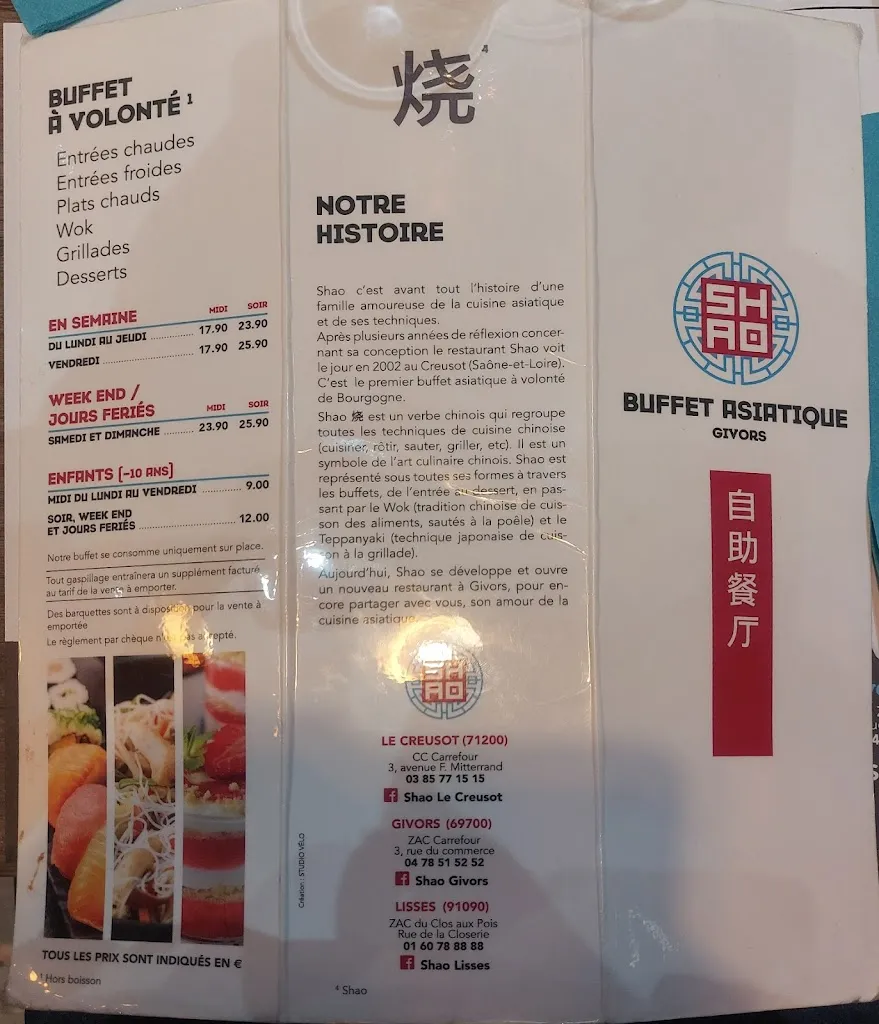 BUFFET
À VOLONTÉ ¹
Entrées chaudes
Entrées froides
Plats chauds
Wok
Grillades
Desserts
EN SEMAINE MIDI SOIR
DU LUNDI AU JEUDI 17.90 23.90
VENDREDI 17.90 25.90
WEEK END /
JOURS FERIÉS MIDI SOIR
SAMEDI ET DIMANCHE 23.90 25.90
ENFANTS (-10 ANS)
MIDI DU LUNDI AU VENDREDI 9.00
SOIR, WEEK END
ET JOURS FERIÉS 12.00
Notre buffet se consomme uniquement sur place.
Tout gaspillage entraînera un supplément facturé
au tarif de la vente à emporter.
Des barquettes sont à disposition pour la vente à
emportée
Le règlement par chèque n'est pas accepté.
TOUS LES PRIX SONT INDIQUÉS EN €
¹ Hors boisson
烧 ⁴
NOTRE
HISTOIRE
Shao c'est avant tout l'histoire d'une
famille amoureuse de la cuisine asiatique
et de ses techniques.
Après plusieurs années de réflexion concer-
nant sa conception le restaurant Shao voit
le jour en 2002 au Creusot (Saône-et-Loire).
C'est le premier buffet asiatique à volonté
de Bourgogne.
Shao 烧 est un verbe chinois qui regroupe
toutes les techniques de cuisine chinoise
(cuisiner, rôtir, sauter, griller, etc). Il est un
symbole de l'art culinaire chinois. Shao est
représenté sous toutes ses formes à travers
les buffets, de l'entrée au dessert, en pas-
sant par le Wok (tradition chinoise de cuis-
son des aliments, sautés à la poêle) et le
Teppanyaki (technique japonaise de cuis-
son à la grillade).
Aujourd'hui, Shao se développe et ouvre
un nouveau restaurant à Givors, pour en-
core partager avec vous, son amour de la
cuisine asiatique.
SH
AO
LE CREUSOT (71200)
CC Carrefour
3, avenue F. Mitterrand
03 85 77 15 15
Shao Le Creusot
GIVORS (69700)
ZAC Carrefour
3, rue du commerce
04 78 51 52 52
Shao Givors
LISSES (91090)
ZAC du Clos aux Pois
Rue de la Closerie
01 60 78 88 88
Shao Lisses
Création : STUDIO VÉLO
⁴ Shao
SH
AO
BUFFET ASIATIQUE
GIVORS
自助餐厅